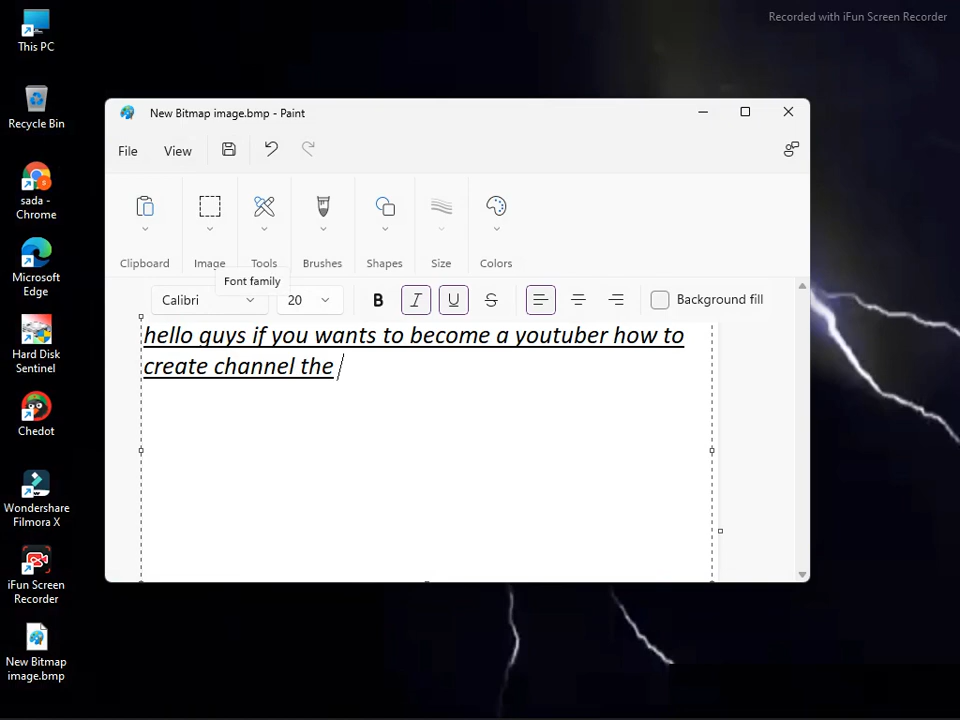 Recorded with iFun Screen Recorder
This PC
Recycle Bin
sada -
Chrome
Microsoft
Edge
Hard Disk
Sentinel
Chedot
Wondershare
Filmora X
iFun Screen
Recorder
New Bitmap
image.bmp
New Bitmap image.bmp - Paint
File View
Clipboard Image Tools Brushes Shapes Size Colors
Font family
Calibri 20 B I U S Background fill
hello guys if you wants to become a youtuber how to
create channel the